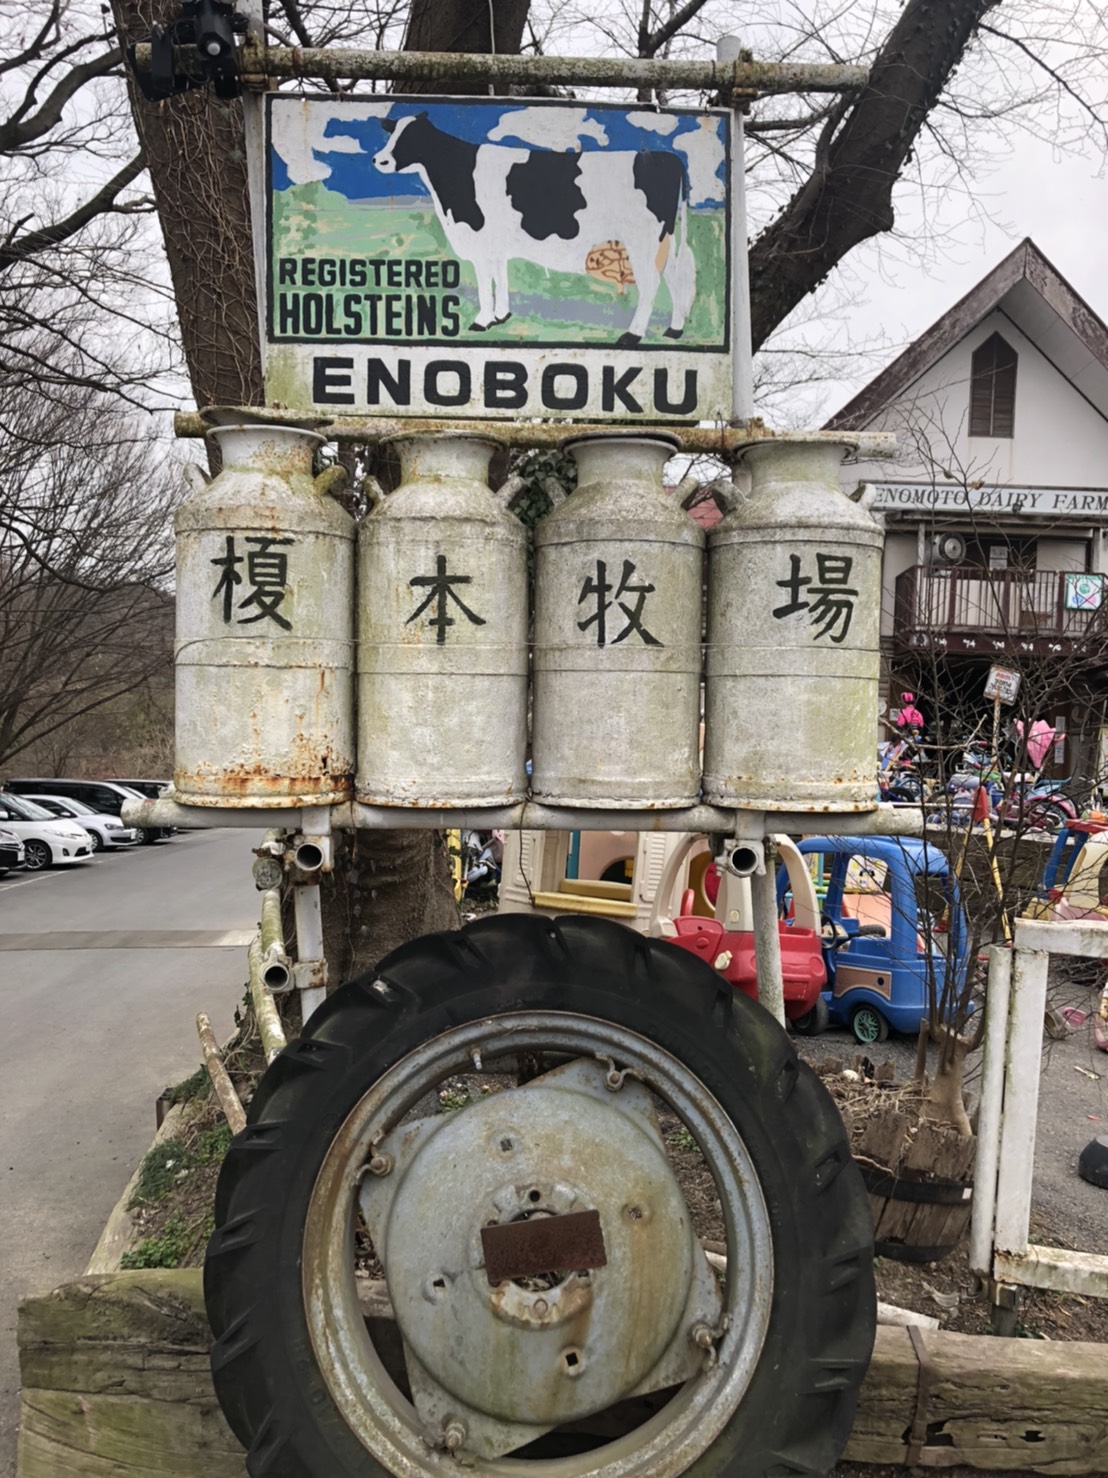 REGISTERED
HOLSTEINS
ENOBOKU
榎本牧場
ENOMOTO DAIRY FARM